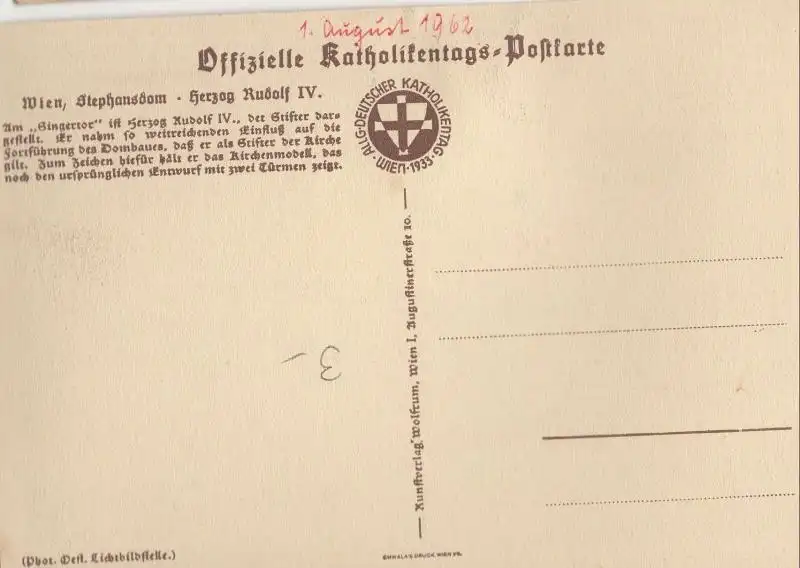 1. August 1962
Offizielle Katholikentags-Postkarte
Wien, Stephansdom · Herzog Rudolf IV.
Am „Singertor" ist Herzog Rudolf IV., der Stifter dar-
gestellt. Er nahm so weitreichenden Einfluß auf die
Fortführung des Dombaues, daß er als Stifter der Kirche
gilt. Zum Zeichen hiefür hält er das Kirchenmodell, das
noch den ursprünglichen Entwurf mit zwei Türmen zeigt.
ALLG. DEUTSCHER KATHOLIKENTAG · WIEN · 1933 ·
Kunstverlag Wolfrum, Wien I, Augustinerstraße 10.
3 –
(Phot. Oest. Lichtbildstelle.)
DRUCK, WIEN